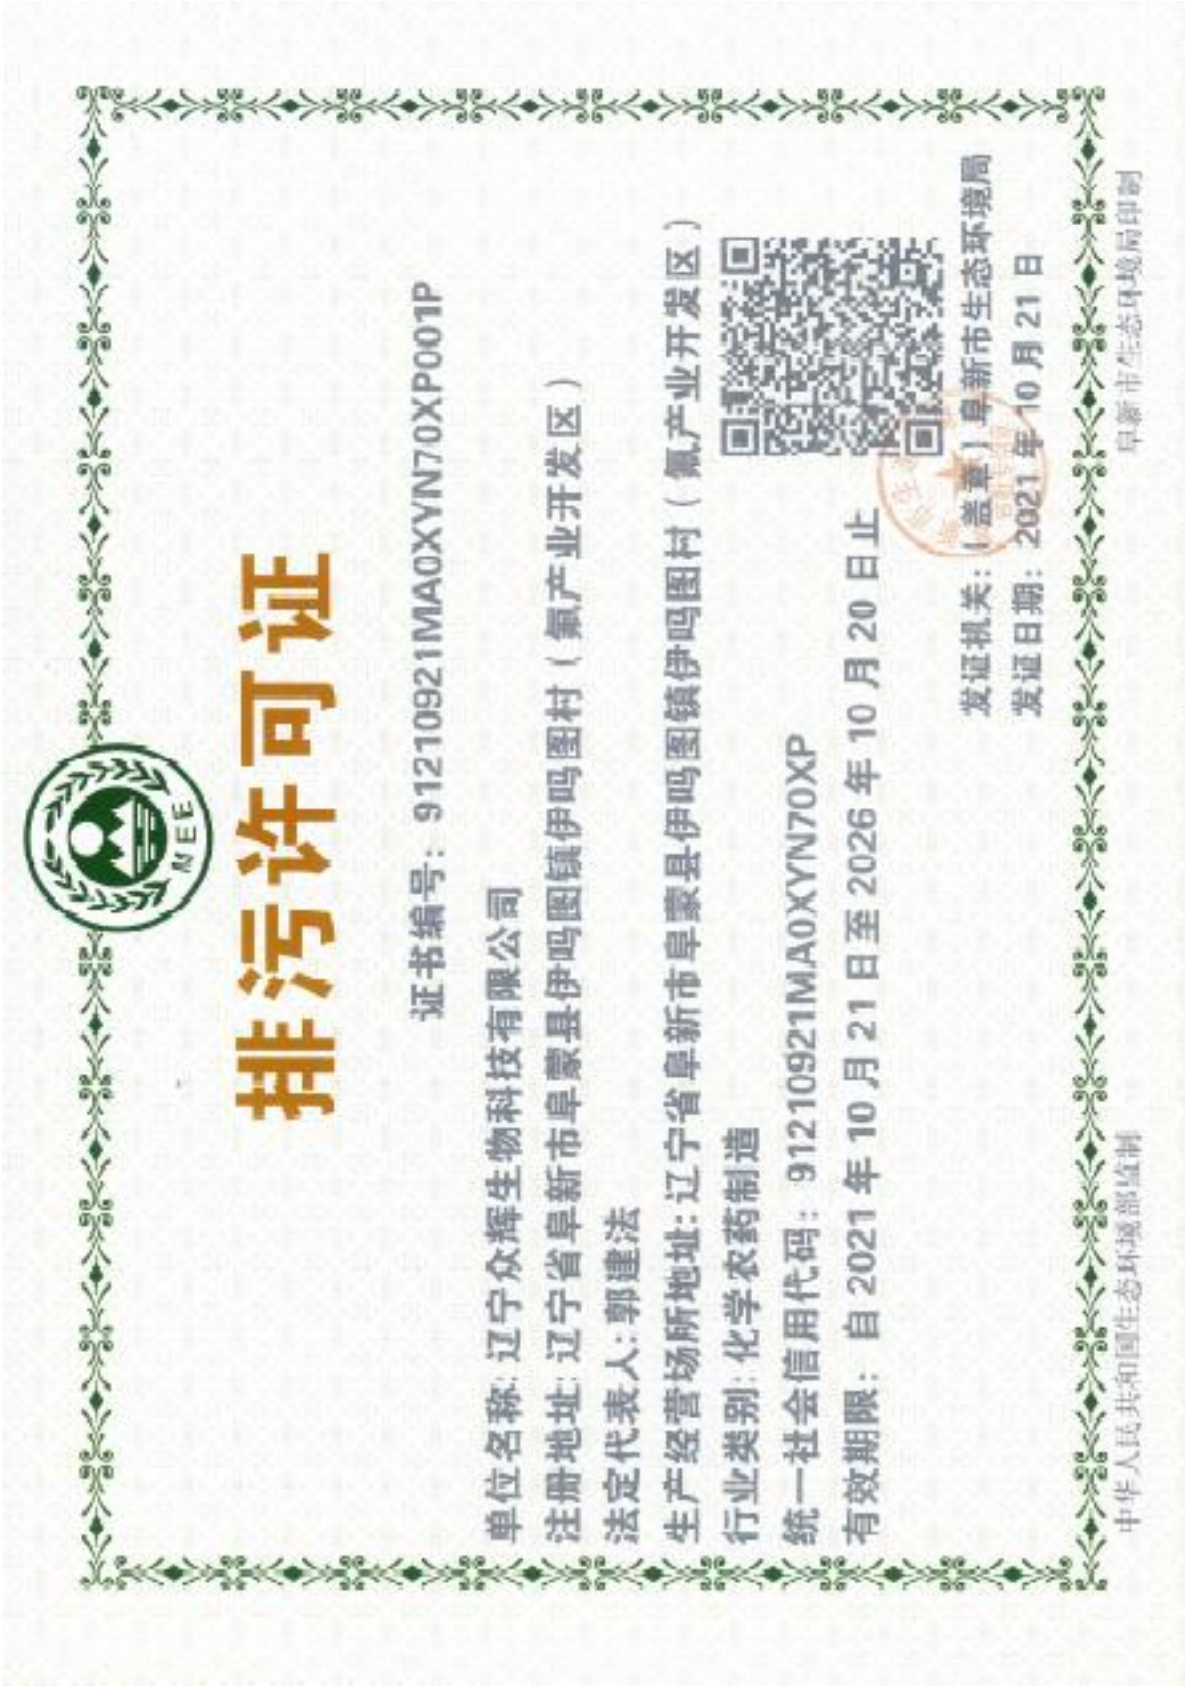 MEE
排污许可证
证书编号：91210921MA0XYN70XP001P
单位名称：辽宁众辉生物科技有限公司
注册地址：辽宁省阜新市阜蒙县伊吗图镇伊吗图村（氟产业开发区）
法定代表人：郭建法
生产经营场所地址：辽宁省阜新市阜蒙县伊吗图镇伊吗图村（氟产业开发区）
行业类别：化学农药制造
统一社会信用代码：91210921MA0XYN70XP
有效期限：自2021年10月21日至2026年10月20日止
发证机关：（盖章）阜新市生态环境局
发证日期：2021年10月21日
中华人民共和国生态环境部监制
阜新市生态环境局印制